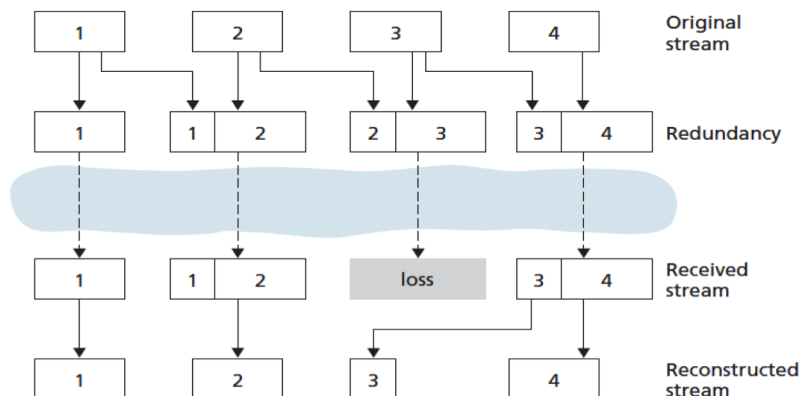 1 2 3 4 Original
stream
1 1 2 2 3 3 4 Redundancy
1 1 2 loss 3 4 Received
stream
1 2 3 4 Reconstructed
stream